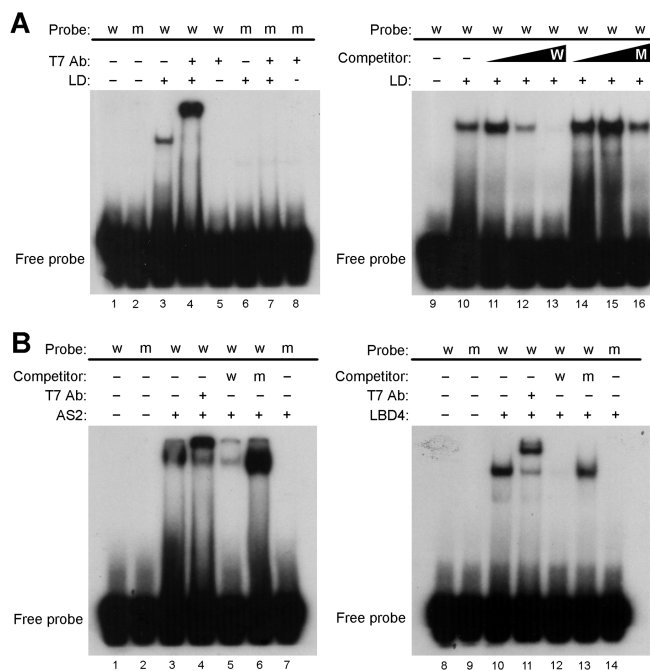 A
Probe: w m w w w m m m
T7 Ab: – – – + + – + +
LD: – – + + – + + -
Free probe
1 2 3 4 5 6 7 8
Probe: w w w w w w w w
Competitor: – – W M
LD: – + + + + + + +
Free probe
9 10 11 12 13 14 15 16
B
Probe: w m w w w w m
Competitor: – – – – w m –
T7 Ab: – – – + – – –
AS2: – – + + + + +
Free probe
1 2 3 4 5 6 7
Probe: w m w w w w m
Competitor: – – – – w m –
T7 Ab: – – – + – – –
LBD4: – – + + + + +
Free probe
8 9 10 11 12 13 14